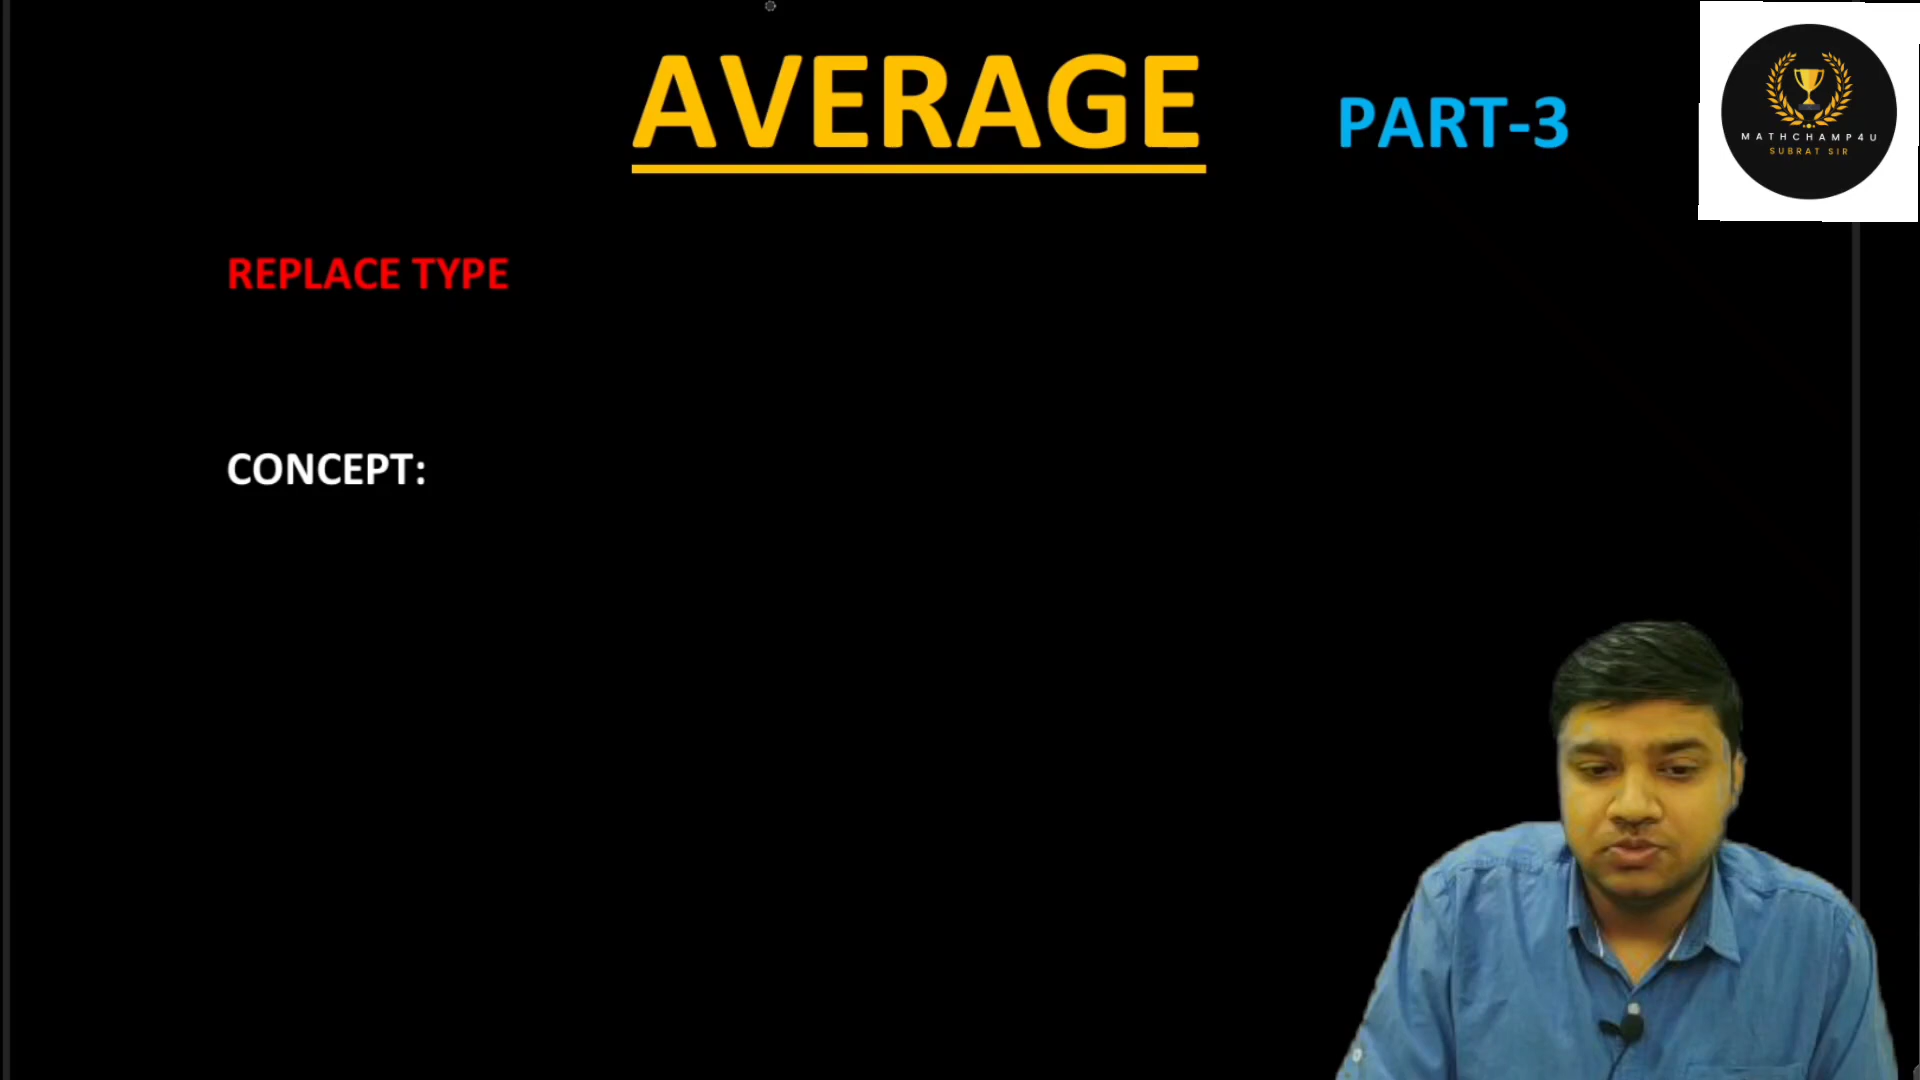 AVERAGE PART-3
MATHCHAMP4U
SUBRAT SIR
REPLACE TYPE
CONCEPT: